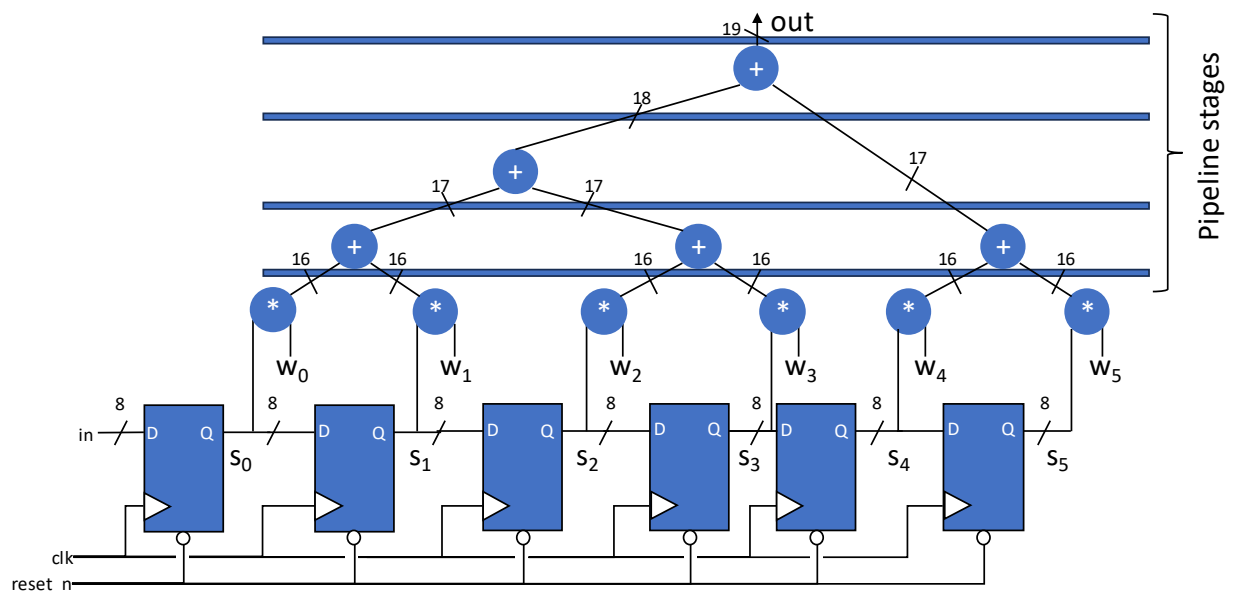 19 out
+
18
Pipeline stages
+
17
17 17
+ + +
16 16 16 16 16 16
* * * * * *
w0 w1 w2 w3 w4 w5
8 8 8 8 8 8 8
in D Q D Q D Q D Q D Q D Q
s0 s1 s2 s3 s4 s5
clk
reset n